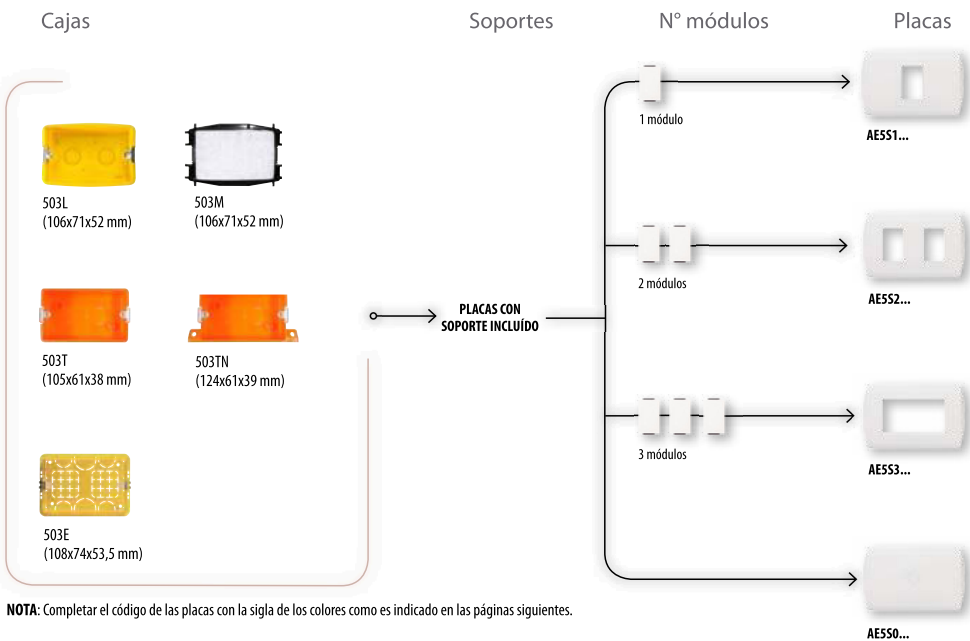 Cajas
Soportes
N° módulos
Placas
1 módulo
AE5S1...
503L
(106x71x52 mm)
503M
(106x71x52 mm)
2 módulos
AE5S2...
PLACAS CON
SOPORTE INCLUÍDO
503T
(105x61x38 mm)
503TN
(124x61x39 mm)
3 módulos
AE5S3...
503E
(108x74x53,5 mm)
NOTA: Completar el código de las placas con la sigla de los colores como es indicado en las páginas siguientes.
AE5S0...